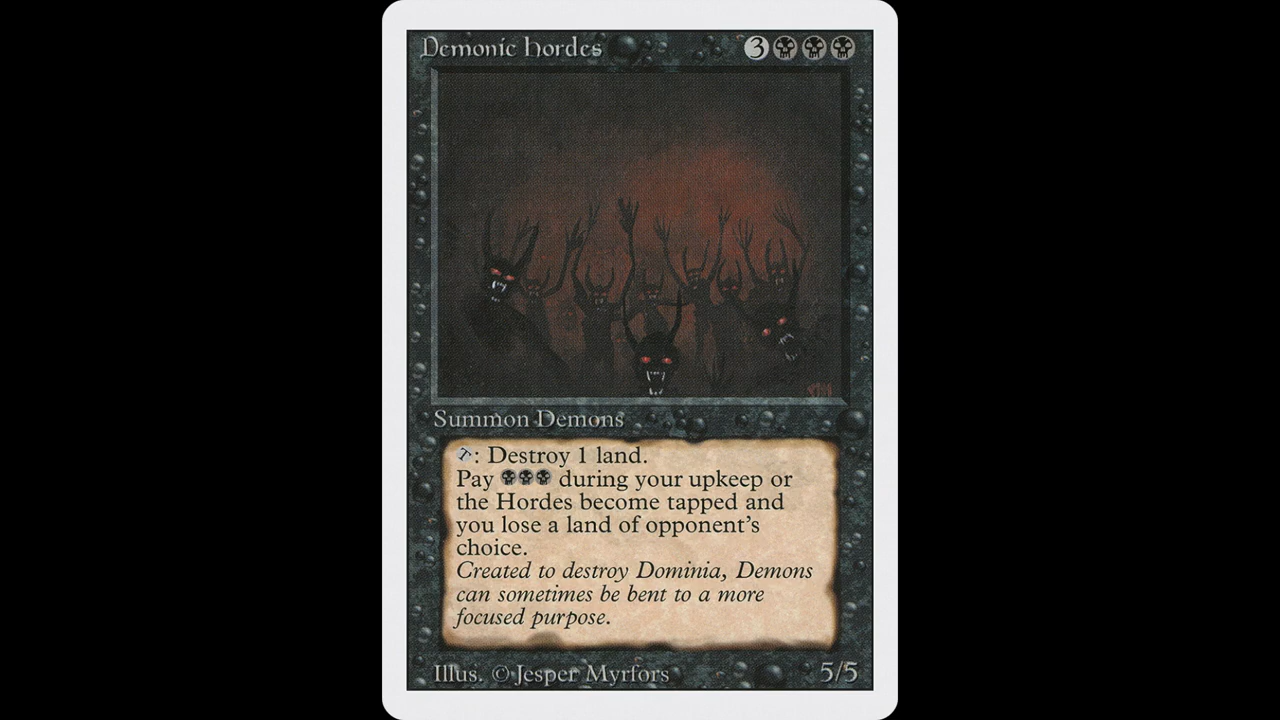 Demonic Hordes 3
Summon Demons
: Destroy 1 land.
Pay during your upkeep or
the Hordes become tapped and
you lose a land of opponent's
choice.
Created to destroy Dominia, Demons
can sometimes be bent to a more
focused purpose.
Illus. © Jesper Myrfors 5/5